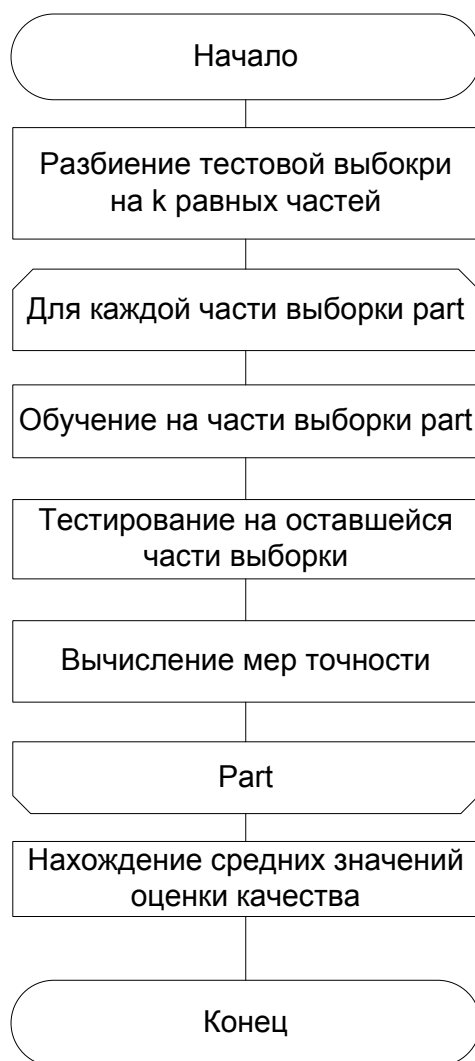 Начало
Разбиение тестовой выбокри
на k равных частей
Для каждой части выборки part
Обучение на части выборки part
Тестирование на оставшейся
части выборки
Вычисление мер точности
Part
Нахождение средних значений
оценки качества
Конец